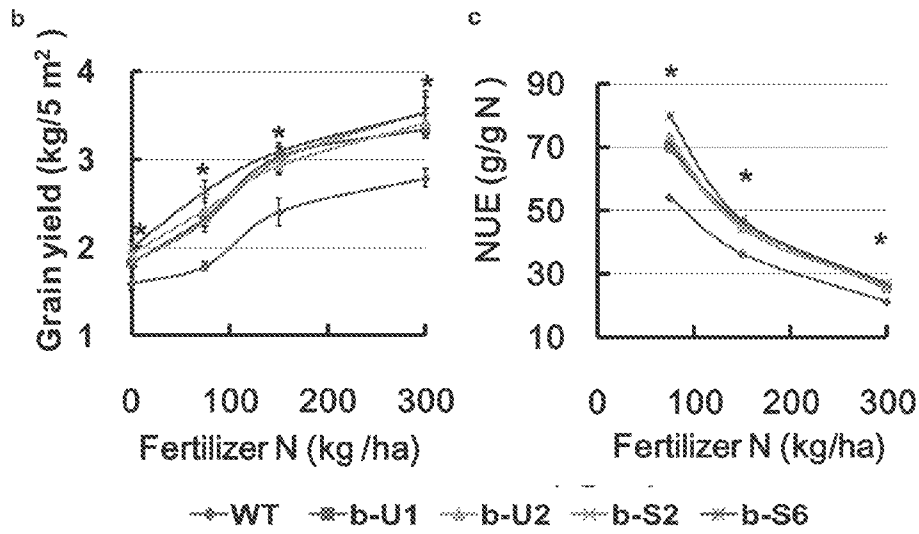 b
Grain yield (kg/5 m²)
4
3
2
1
* * * *
0 100 200 300
Fertilizer N (kg /ha)
c
NUE (g/g N)
90
70
50
30
10
* * *
0 100 200 300
Fertilizer N (kg/ha)
WT b-U1 b-U2 b-S2 b-S6